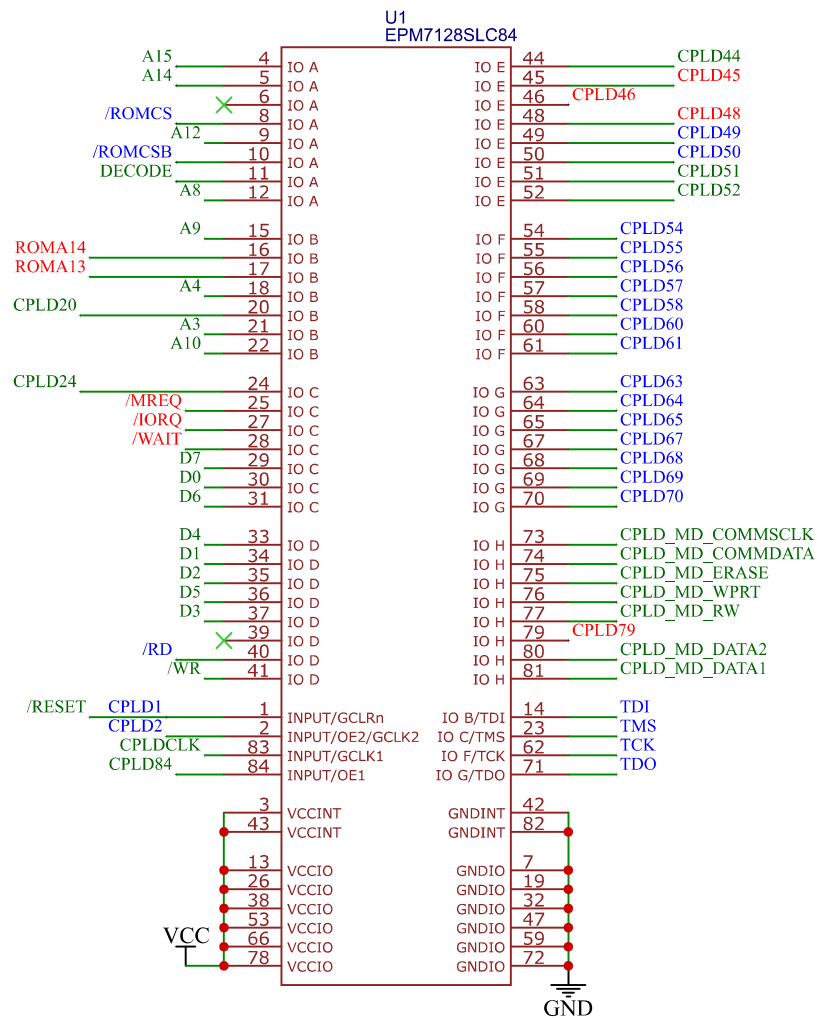 U1
EPM7128SLC84
A15 4 IO A IO E 44 CPLD44
A14 5 IO A IO E 45 CPLD45
6 IO A IO E 46 CPLD46
/ROMCS 8 IO A IO E 48 CPLD48
A12 9 IO A IO E 49 CPLD49
/ROMCSB 10 IO A IO E 50 CPLD50
DECODE 11 IO A IO E 51 CPLD51
A8 12 IO A IO E 52 CPLD52
A9 15 IO B IO F 54 CPLD54
ROMA14 16 IO B IO F 55 CPLD55
ROMA13 17 IO B IO F 56 CPLD56
A4 18 IO B IO F 57 CPLD57
CPLD20 20 IO B IO F 58 CPLD58
A3 21 IO B IO F 60 CPLD60
A10 22 IO B IO F 61 CPLD61
CPLD24 24 IO C IO G 63 CPLD63
/MREQ 25 IO C IO G 64 CPLD64
/IORQ 27 IO C IO G 65 CPLD65
/WAIT 28 IO C IO G 67 CPLD67
D7 29 IO C IO G 68 CPLD68
D0 30 IO C IO G 69 CPLD69
D6 31 IO C IO G 70 CPLD70
D4 33 IO D IO H 73 CPLD_MD_COMMSCLK
D1 34 IO D IO H 74 CPLD_MD_COMMDATA
D2 35 IO D IO H 75 CPLD_MD_ERASE
D5 36 IO D IO H 76 CPLD_MD_WPRT
D3 37 IO D IO H 77 CPLD_MD_RW
39 IO D IO H 79 CPLD79
/RD 40 IO D IO H 80 CPLD_MD_DATA2
/WR 41 IO D IO H 81 CPLD_MD_DATA1
/RESET CPLD1 1 INPUT/GCLRn IO B/TDI 14 TDI
CPLD2 2 INPUT/OE2/GCLK2 IO C/TMS 23 TMS
CPLDCLK 83 INPUT/GCLK1 IO F/TCK 62 TCK
CPLD84 84 INPUT/OE1 IO G/TDO 71 TDO
3 VCCINT GNDINT 42
43 VCCINT GNDINT 82
13 VCCIO GNDIO 7
26 VCCIO GNDIO 19
38 VCCIO GNDIO 32
53 VCCIO GNDIO 47
66 VCCIO GNDIO 59
VCC 78 VCCIO GNDIO 72
GND